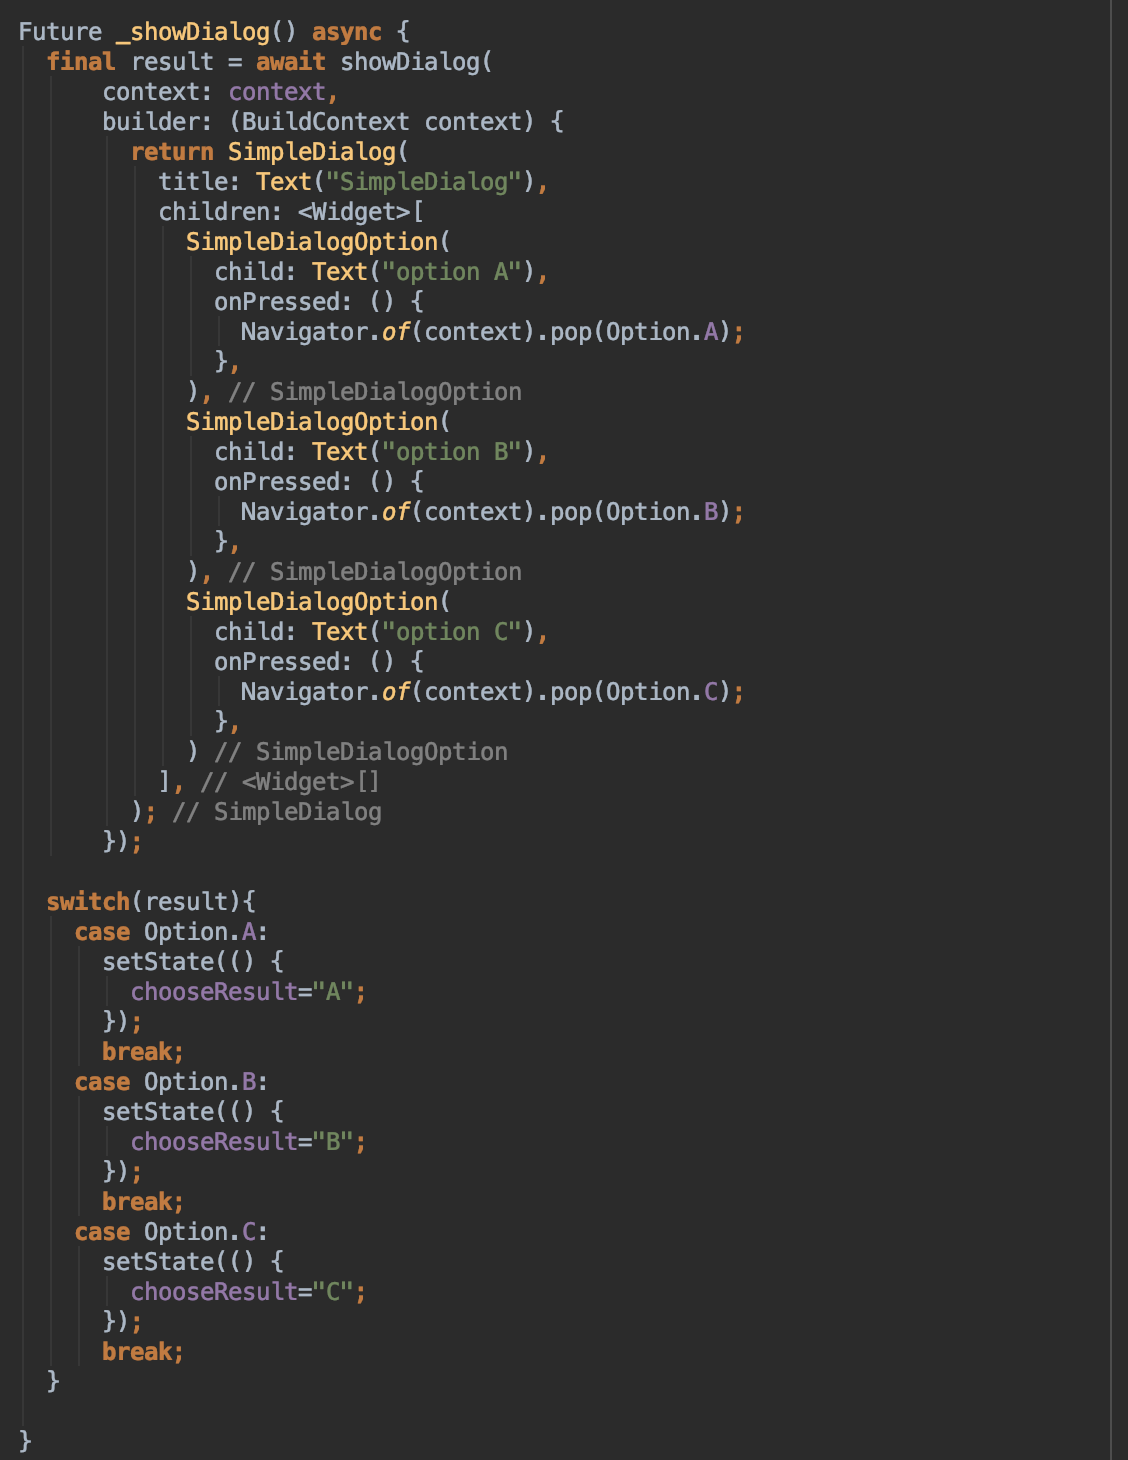 Future _showDialog() async {
  final result = await showDialog(
      context: context,
      builder: (BuildContext context) {
        return SimpleDialog(
          title: Text("SimpleDialog"),
          children: <Widget>[
            SimpleDialogOption(
              child: Text("option A"),
              onPressed: () {
                Navigator.of(context).pop(Option.A);
              },
            ), // SimpleDialogOption
            SimpleDialogOption(
              child: Text("option B"),
              onPressed: () {
                Navigator.of(context).pop(Option.B);
              },
            ), // SimpleDialogOption
            SimpleDialogOption(
              child: Text("option C"),
              onPressed: () {
                Navigator.of(context).pop(Option.C);
              },
            ) // SimpleDialogOption
          ], // <Widget>[]
        ); // SimpleDialog
      });

  switch(result){
    case Option.A:
      setState(() {
        chooseResult="A";
      });
      break;
    case Option.B:
      setState(() {
        chooseResult="B";
      });
      break;
    case Option.C:
      setState(() {
        chooseResult="C";
      });
      break;
  }

}